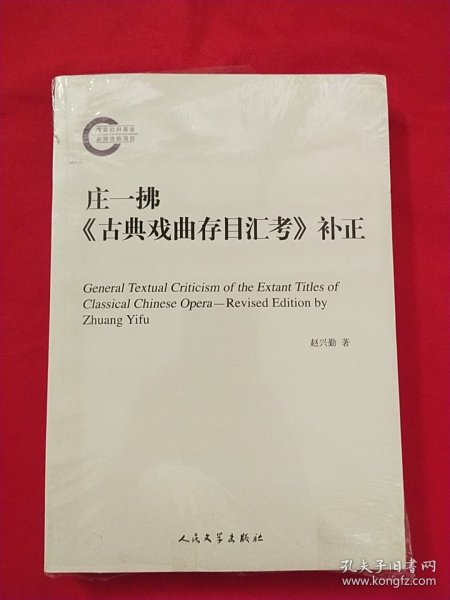 国家社科基金
后期资助项目
庄一拂
《古典戏曲存目汇考》补正
General Textual Criticism of the Extant Titles of
Classical Chinese Opera—Revised Edition by
Zhuang Yifu
赵兴勤 著
人民文学出版社
孔夫子旧书网
www.kongfz.com